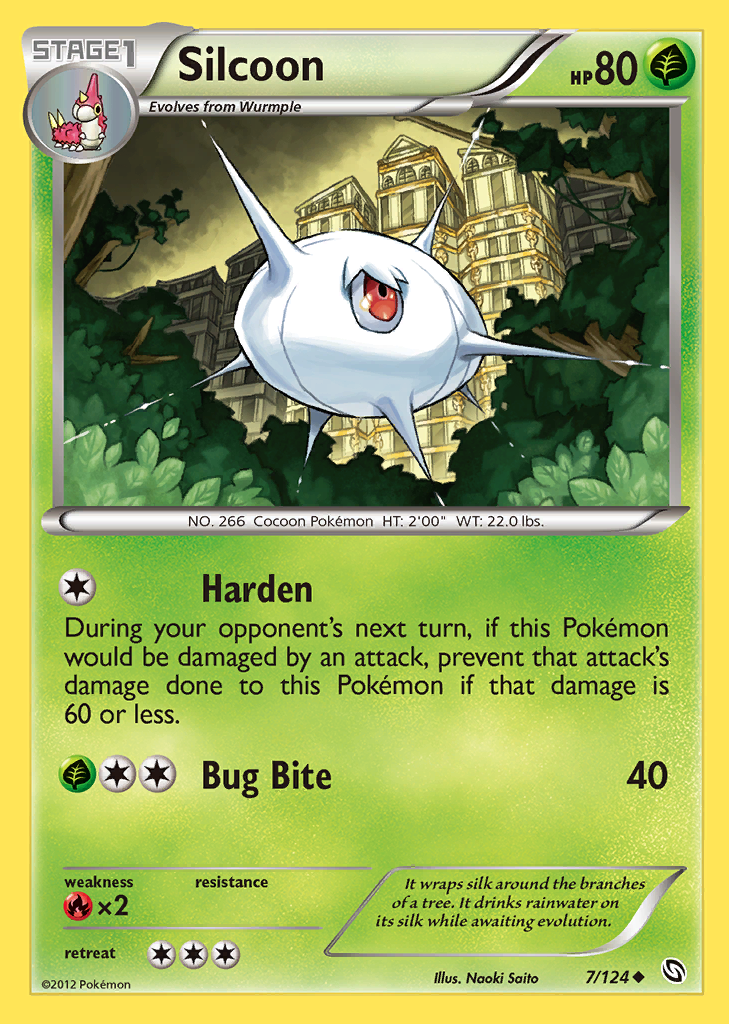 STAGE1
Silcoon
HP80
Evolves from Wurmple
NO. 266 Cocoon Pokémon HT: 2'00" WT: 22.0 lbs.
Harden
During your opponent's next turn, if this Pokémon
would be damaged by an attack, prevent that attack's
damage done to this Pokémon if that damage is
60 or less.
Bug Bite 40
weakness
resistance
×2
retreat
It wraps silk around the branches
of a tree. It drinks rainwater on
its silk while awaiting evolution.
©2012 Pokémon
Illus. Naoki Saito
7/124